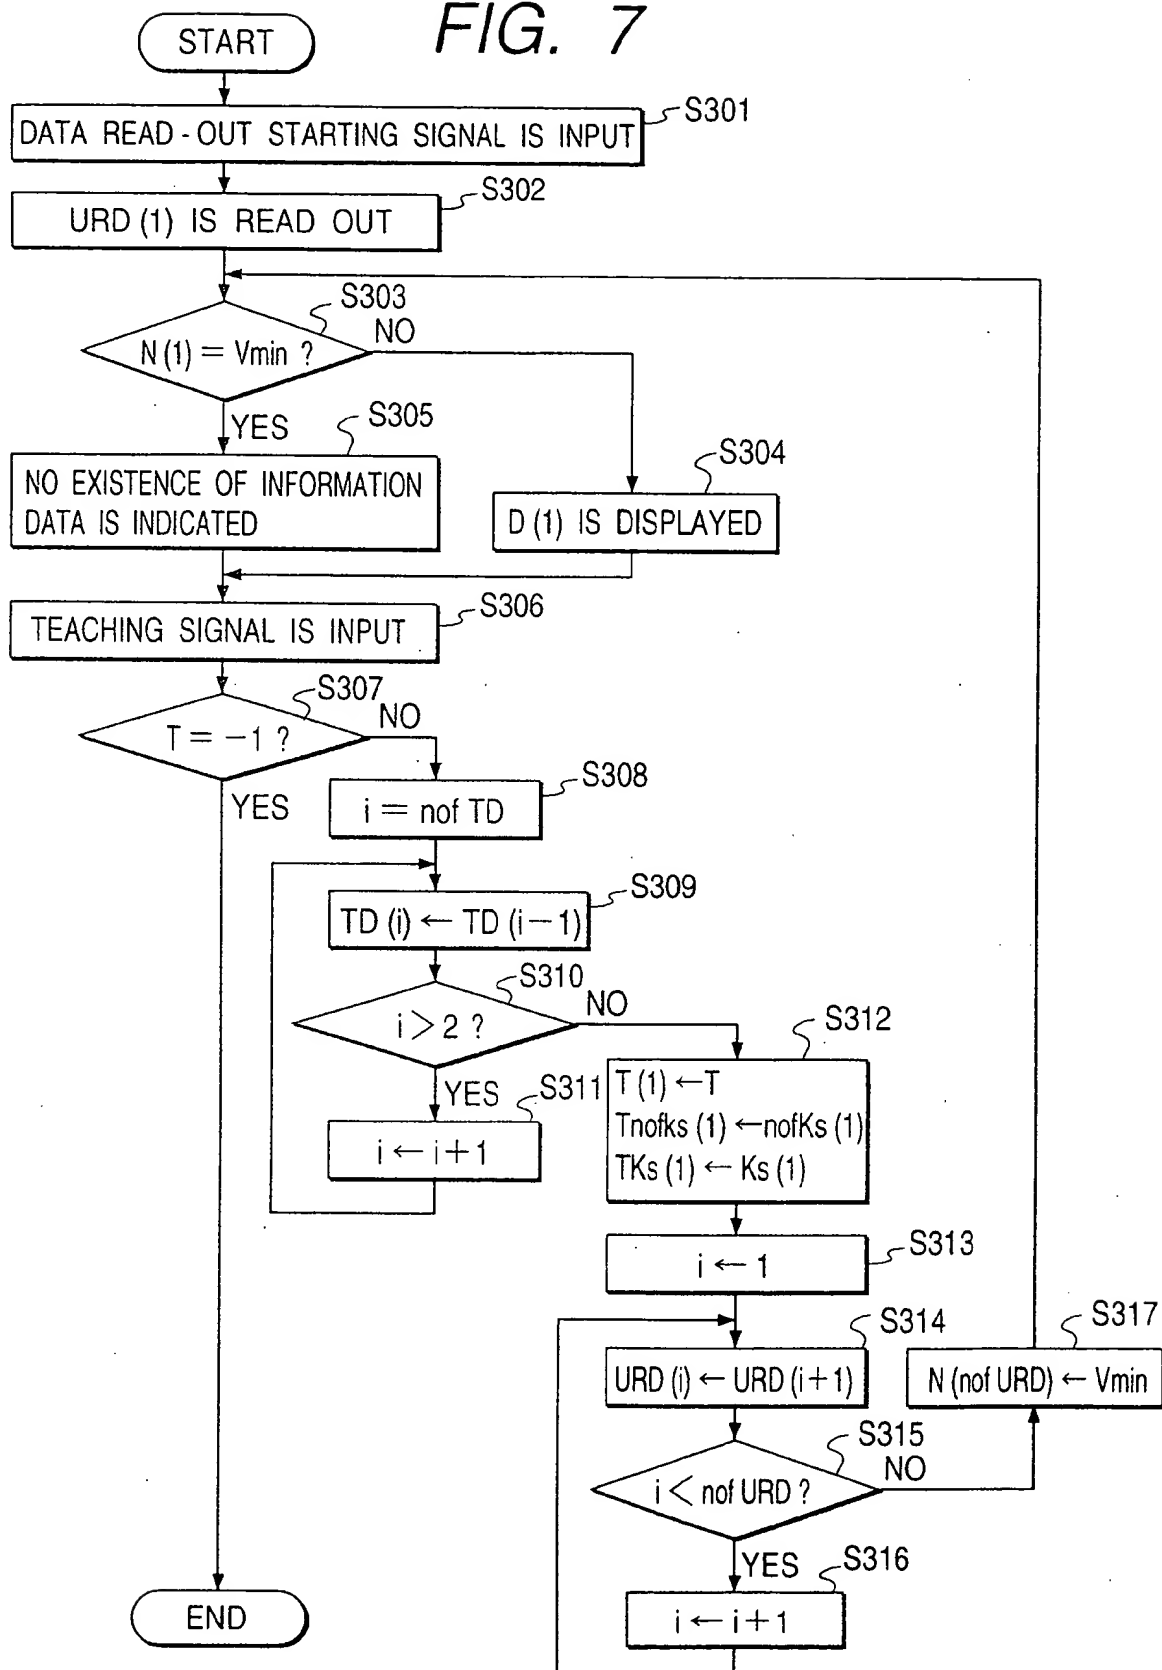 FIG. 7
START
S301
DATA READ-OUT STARTING SIGNAL IS INPUT
S302
URD (1) IS READ OUT
S303
N (1) = Vmin ?
NO
YES
S305
NO EXISTENCE OF INFORMATION
DATA IS INDICATED
S304
D (1) IS DISPLAYED
S306
TEACHING SIGNAL IS INPUT
S307
T = −1 ?
NO
YES
S308
i = nof TD
S309
TD (i) ← TD (i−1)
S310
i > 2 ?
NO
YES
S311
i ← i+1
S312
T (1) ← T
Tnofks (1) ← nofKs (1)
TKs (1) ← Ks (1)
S313
i ← 1
S314
URD (i) ← URD (i+1)
S315
i < nof URD ?
NO
YES
S316
i ← i+1
S317
N (nof URD) ← Vmin
END